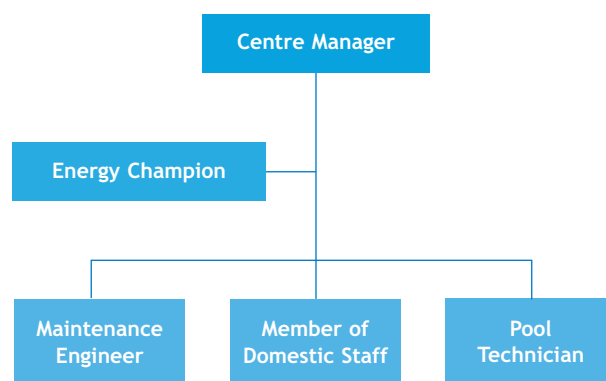 Centre Manager
Energy Champion
Maintenance
Engineer
Member of
Domestic Staff
Pool
Technician